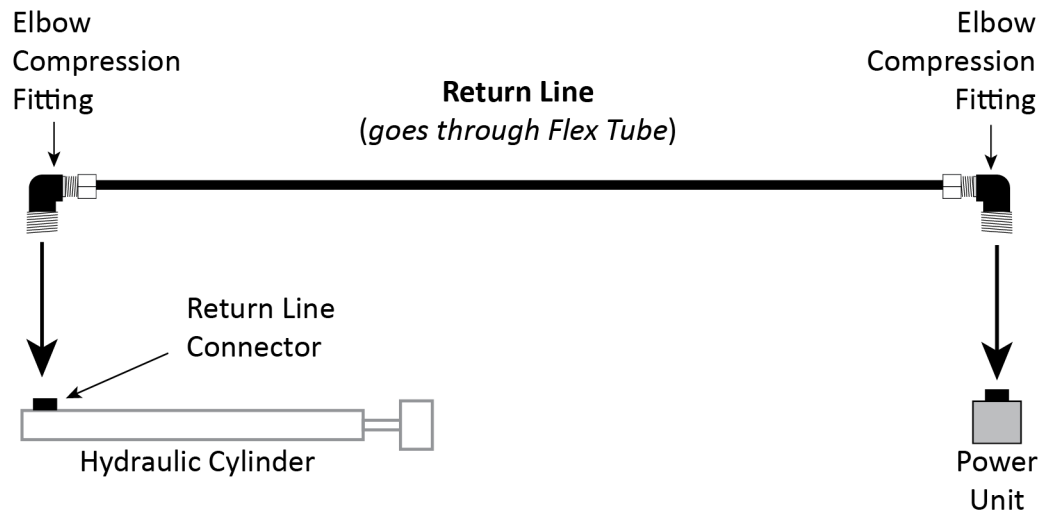 Elbow
Compression
Fitting
Elbow
Compression
Fitting
Return Line
(goes through Flex Tube)
Return Line
Connector
Hydraulic Cylinder
Power
Unit